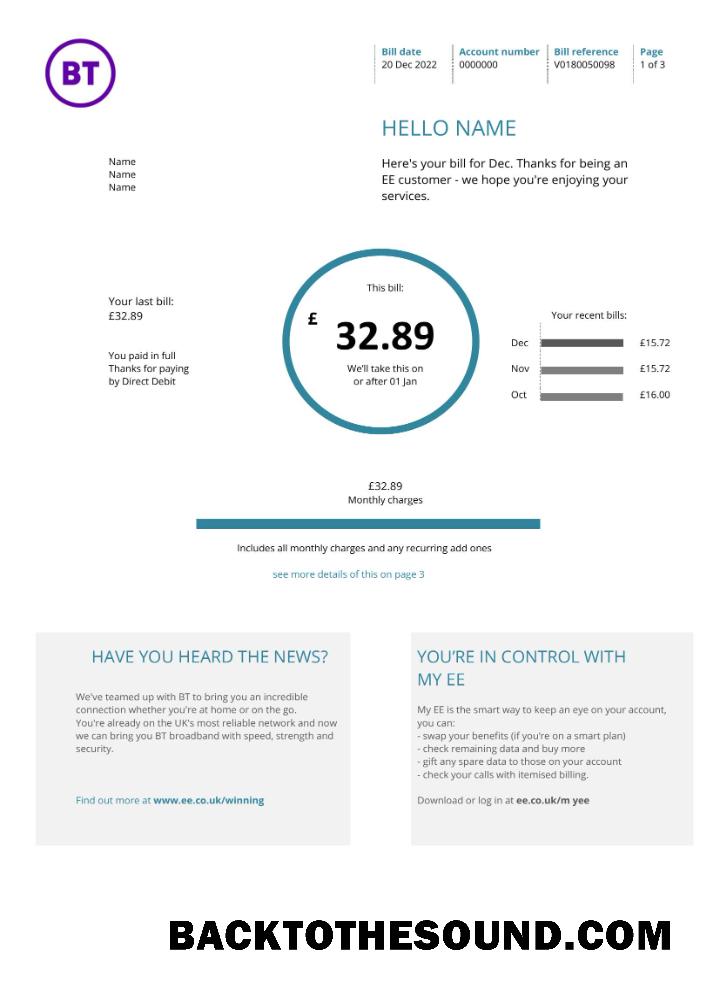 BT
Bill date Account number Bill reference Page
20 Dec 2022 0000000 V0180050098 1 of 3
HELLO NAME
Name
Name
Name
Here's your bill for Dec. Thanks for being an
EE customer - we hope you're enjoying your
services.
Your last bill:
£32.89
You paid in full
Thanks for paying
by Direct Debit
This bill:
£ 32.89
We'll take this on
or after 01 Jan
Your recent bills:
Dec £15.72
Nov £15.72
Oct £16.00
£32.89
Monthly charges
Includes all monthly charges and any recurring add ones
see more details of this on page 3
HAVE YOU HEARD THE NEWS?
We've teamed up with BT to bring you an incredible
connection whether you're at home or on the go.
You're already on the UK's most reliable network and now
we can bring you BT broadband with speed, strength and
security.
Find out more at www.ee.co.uk/winning
YOU'RE IN CONTROL WITH
MY EE
My EE is the smart way to keep an eye on your account,
you can:
- swap your benefits (if you're on a smart plan)
- check remaining data and buy more
- gift any spare data to those on your account
- check your calls with itemised billing.
Download or log in at ee.co.uk/m yee
BACKTOTHESOUND.COM